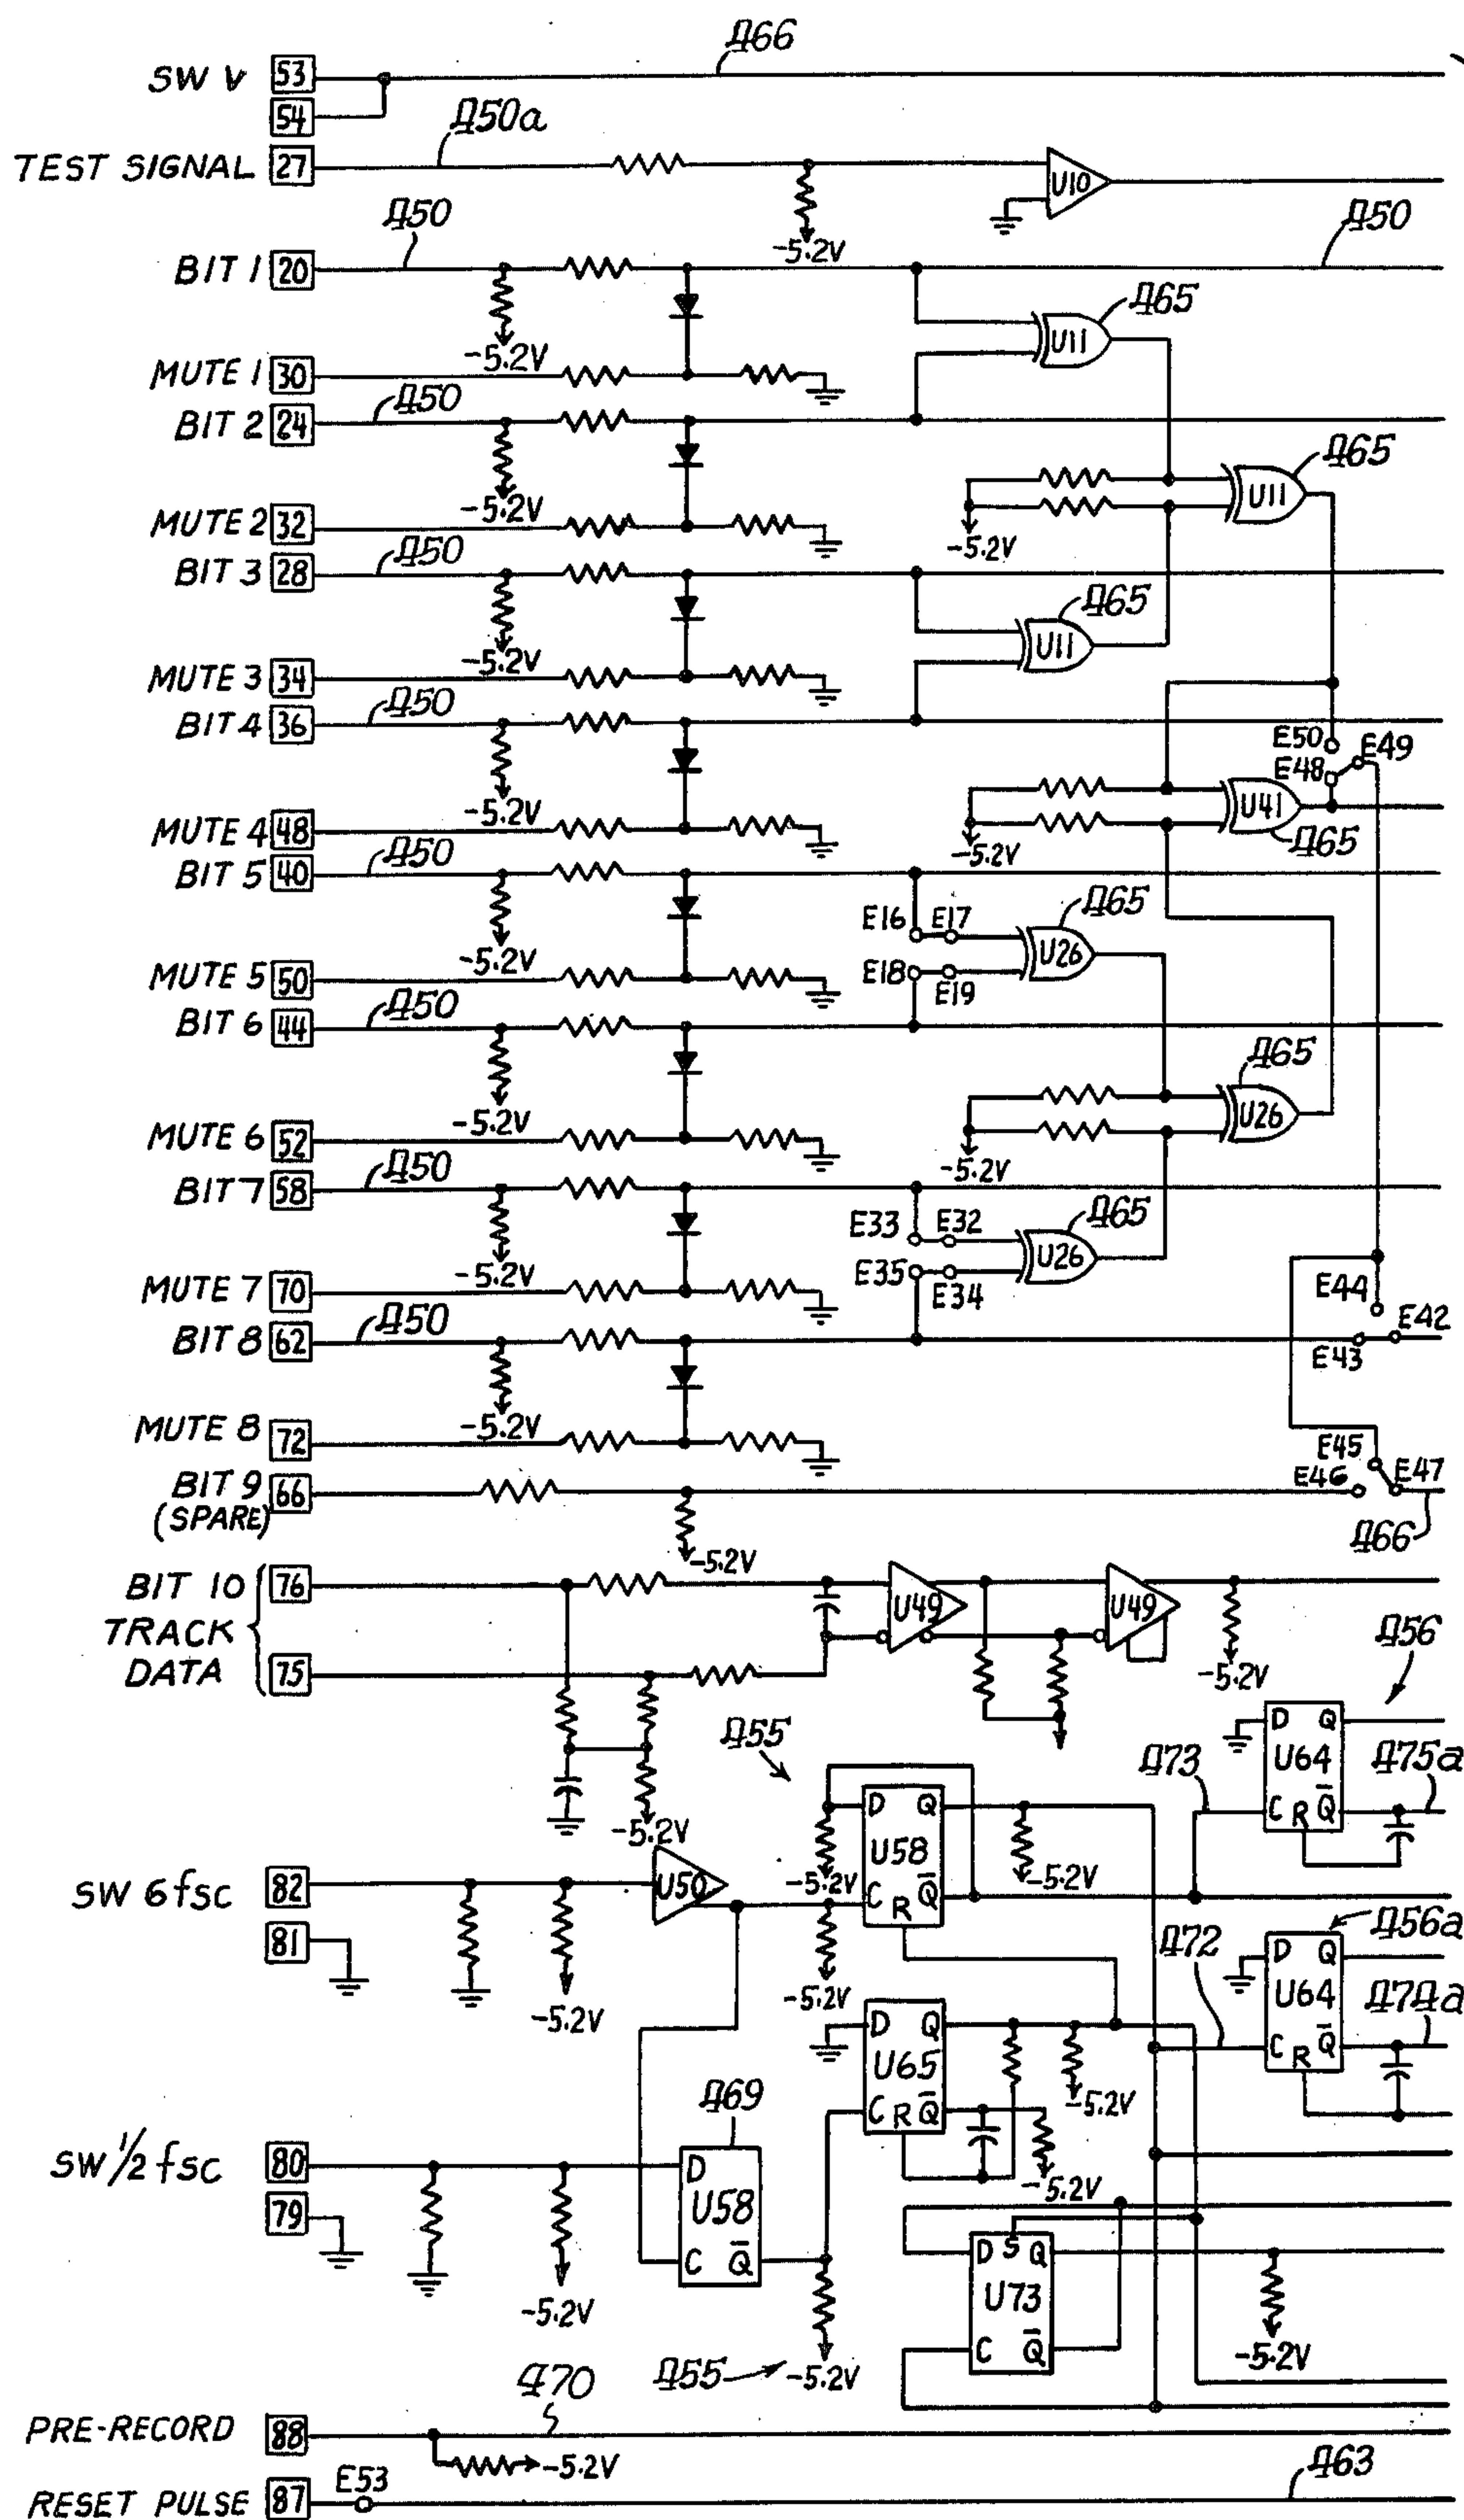 466
SW V 53
54
450a
TEST SIGNAL 27
U10
450
450
-5.2V
BIT 1 20
465
U11
-5.2V
MUTE 1 30
450
BIT 2 24
465
U11
-5.2V
MUTE 2 32
-5.2V
450
BIT 3 28
465
U11
-5.2V
MUTE 3 34
450
BIT 4 36
E50 E49
E48
U41
-5.2V
MUTE 4 48
465
-5.2V
450
BIT 5 40
465
E16 E17
U26
-5.2V
E18
E19
MUTE 5 50
450
BIT 6 44
465
U26
-5.2V
MUTE 6 52
-5.2V
450
BIT 7 58
465
E33 E32
U26
-5.2V
E35
E34
MUTE 7 70
E44
450
E42
BIT 8 62
E43
-5.2V
MUTE 8 72
E45
E46 E47
BIT 9 66
(SPARE)
466
-5.2V
BIT 10 76
U49 U49
TRACK
456
DATA 75
-5.2V
455
D Q
U64
473
475a
C R Q̄
D Q
U58
-5.2V
-5.2V
-5.2V
C R Q̄
SW 6 fsc 82
U50
81
456a
472
D Q
U64
474a
C R Q̄
-5.2V
-5.2V
D Q
U65
-5.2V
C R Q̄
469
SW 1/2 fsc 80
D
U58
C Q̄
79
-5.2V
-5.2V
D S Q
U73
C Q̄
-5.2V
455
-5.2V
470
PRE-RECORD 88
-5.2V
463
E53
RESET PULSE 87